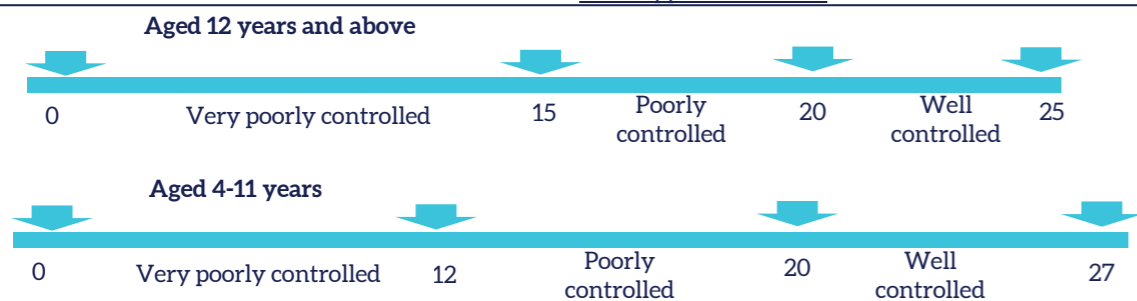 Aged 12 years and above
0 Very poorly controlled 15 Poorly controlled 20 Well controlled 25
Aged 4-11 years
0 Very poorly controlled 12 Poorly controlled 20 Well controlled 27